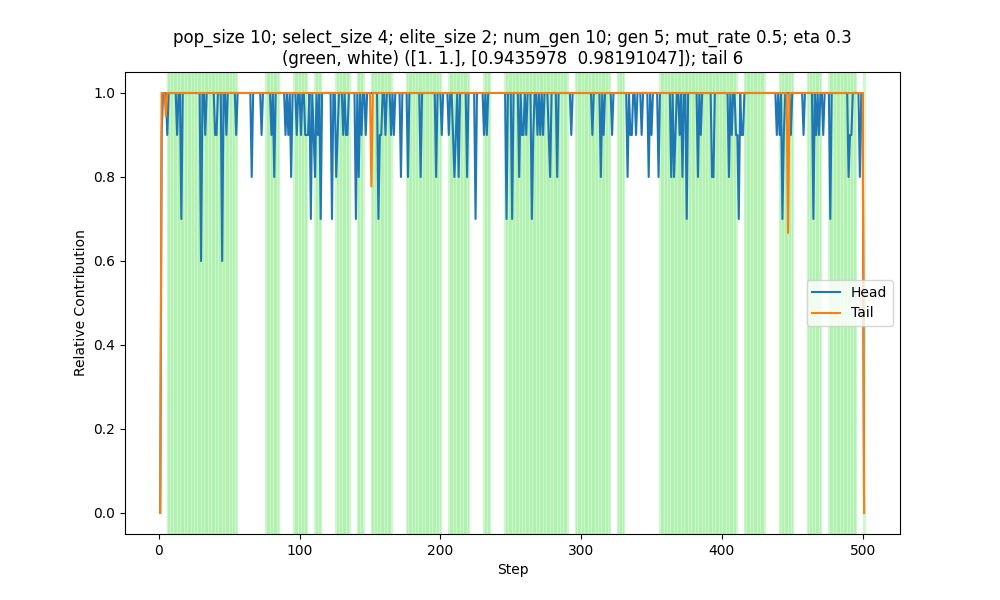 pop_size 10; select_size 4; elite_size 2; num_gen 10; gen 5; mut_rate 0.5; eta 0.3
(green, white) ([1. 1.], [0.9435978  0.98191047]); tail 6
1.0
0.8
0.6
0.4
0.2
0.0
Relative Contribution
Head
Tail
0
100
200
300
400
500
Step